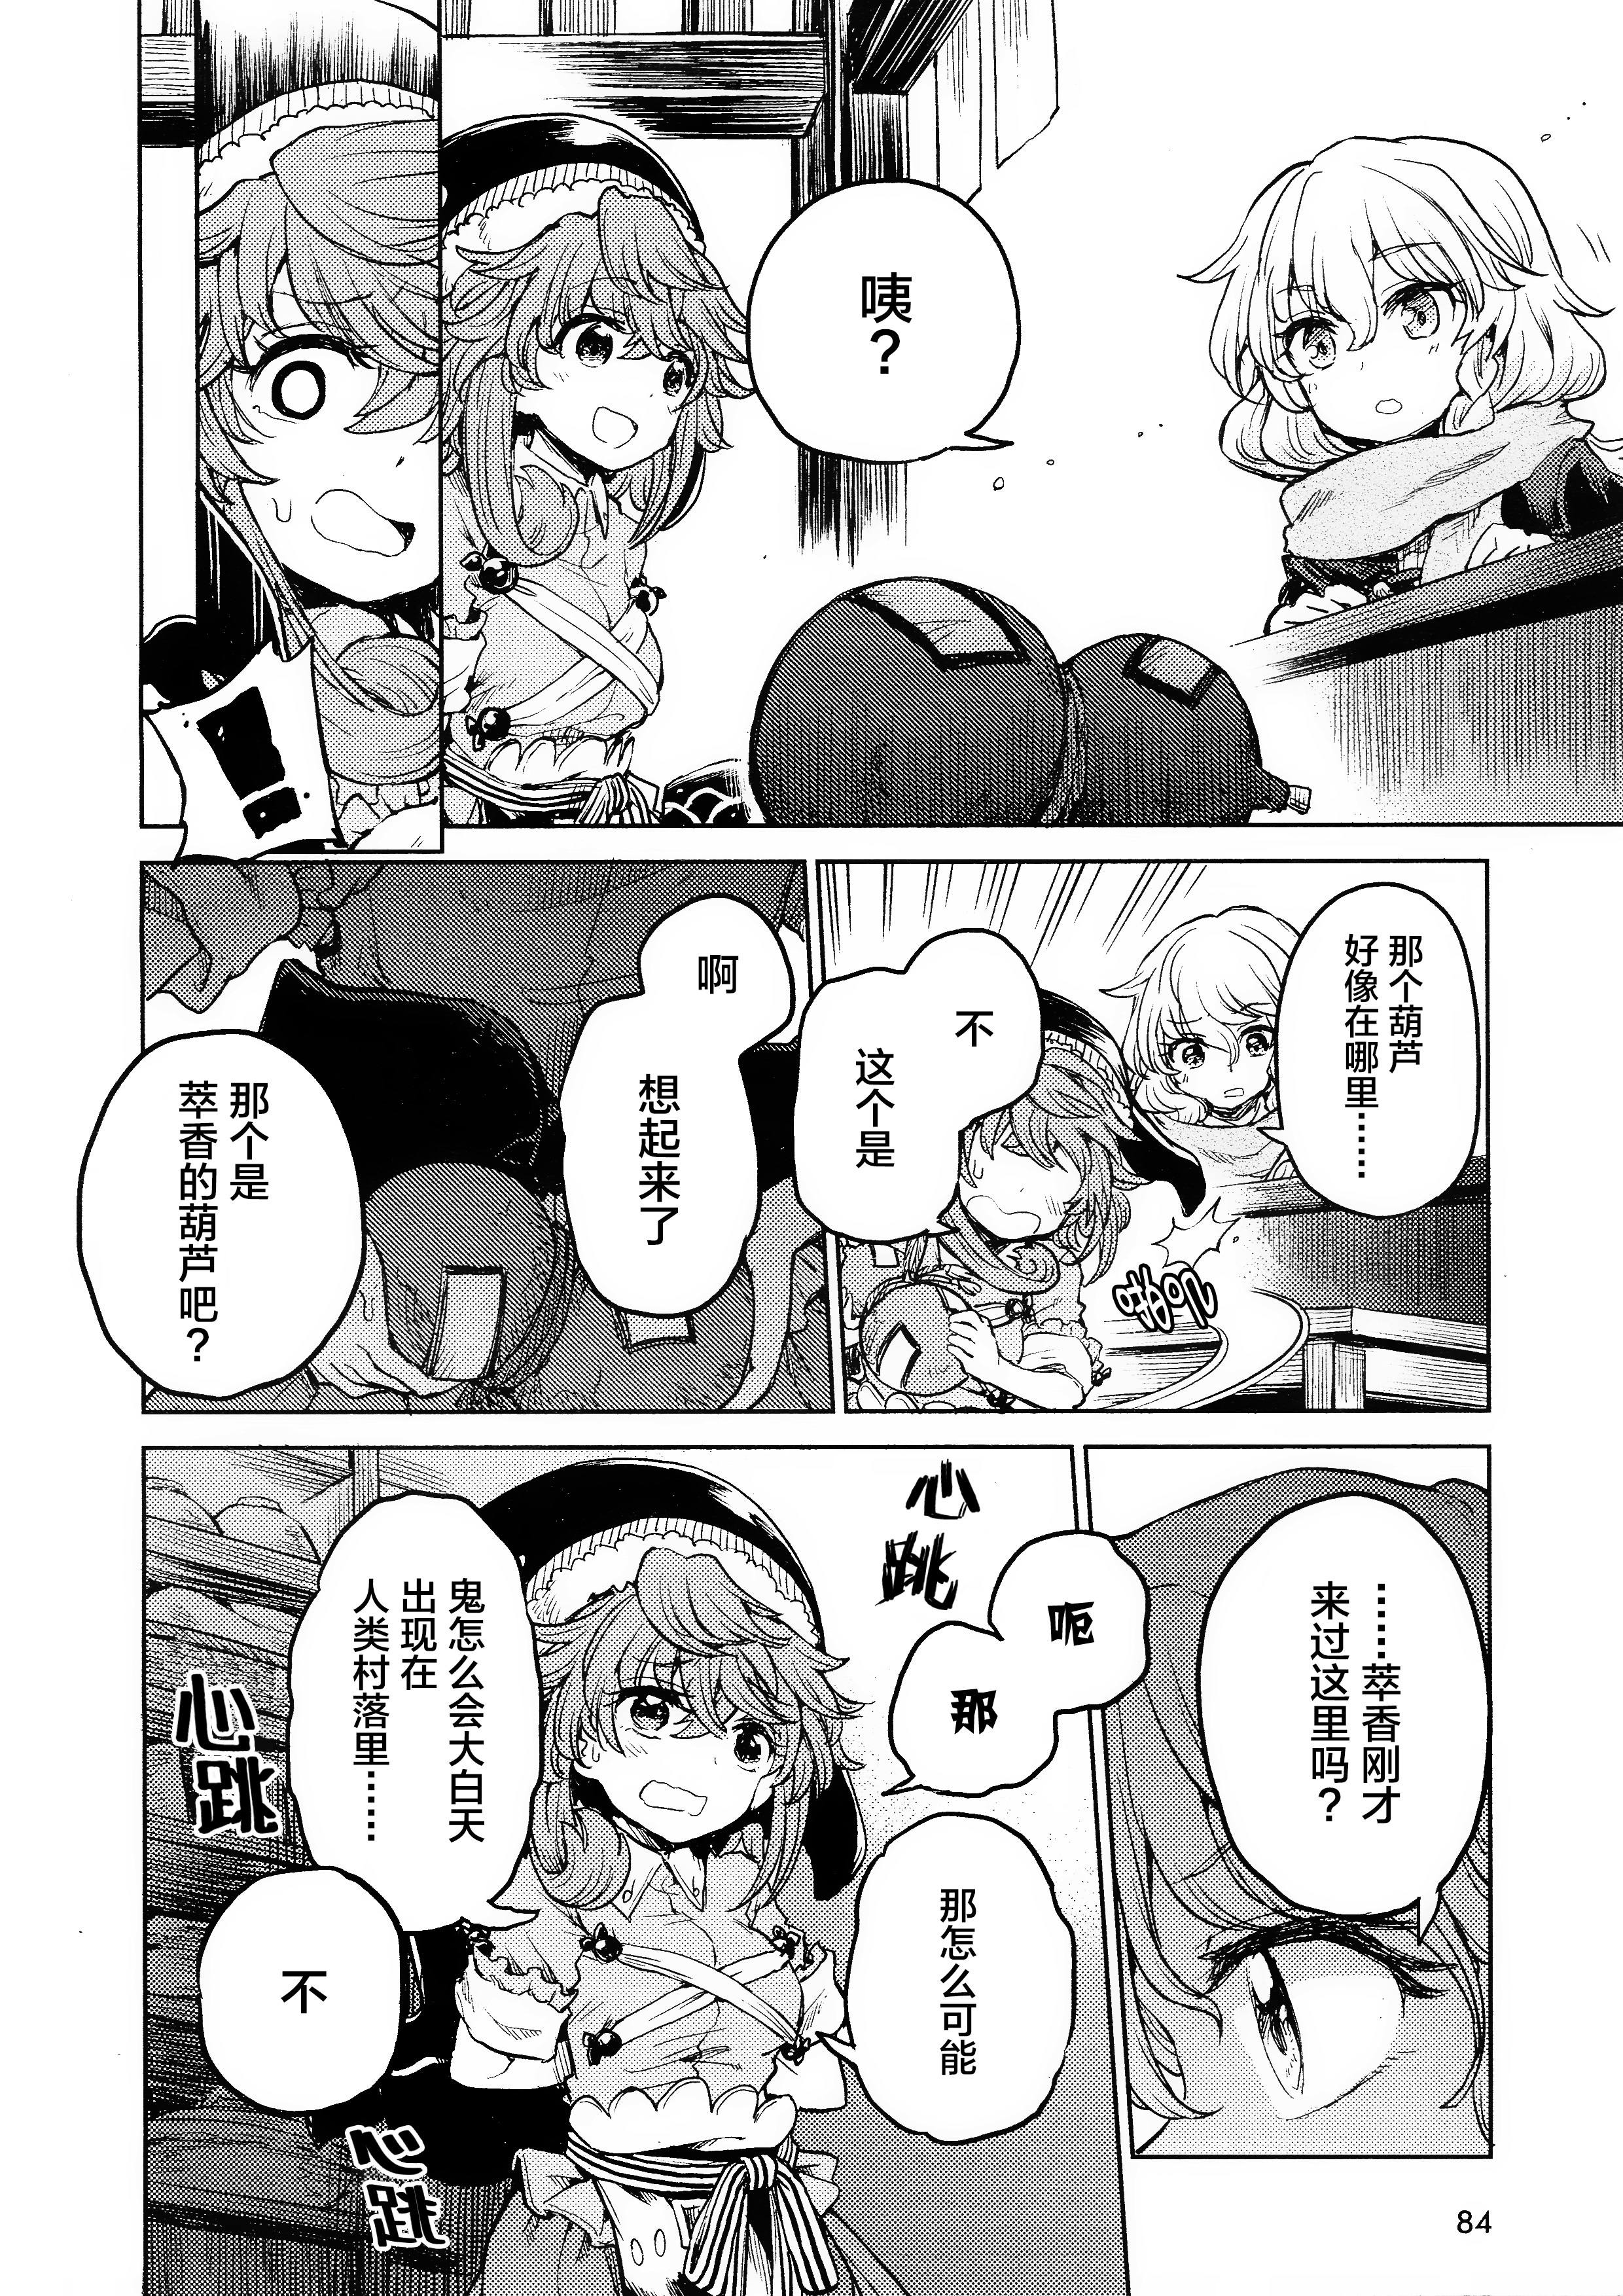 咦？
！
那个葫芦
好像在哪里……
啪
不
这个是
啊
想起来了
那个是
萃香的葫芦吧？
……萃香刚才
来过这里吗？
呃
那
那怎么可能
心跳
鬼怎么会大白天
出现在
人类村落里……
心跳
不
心跳
84